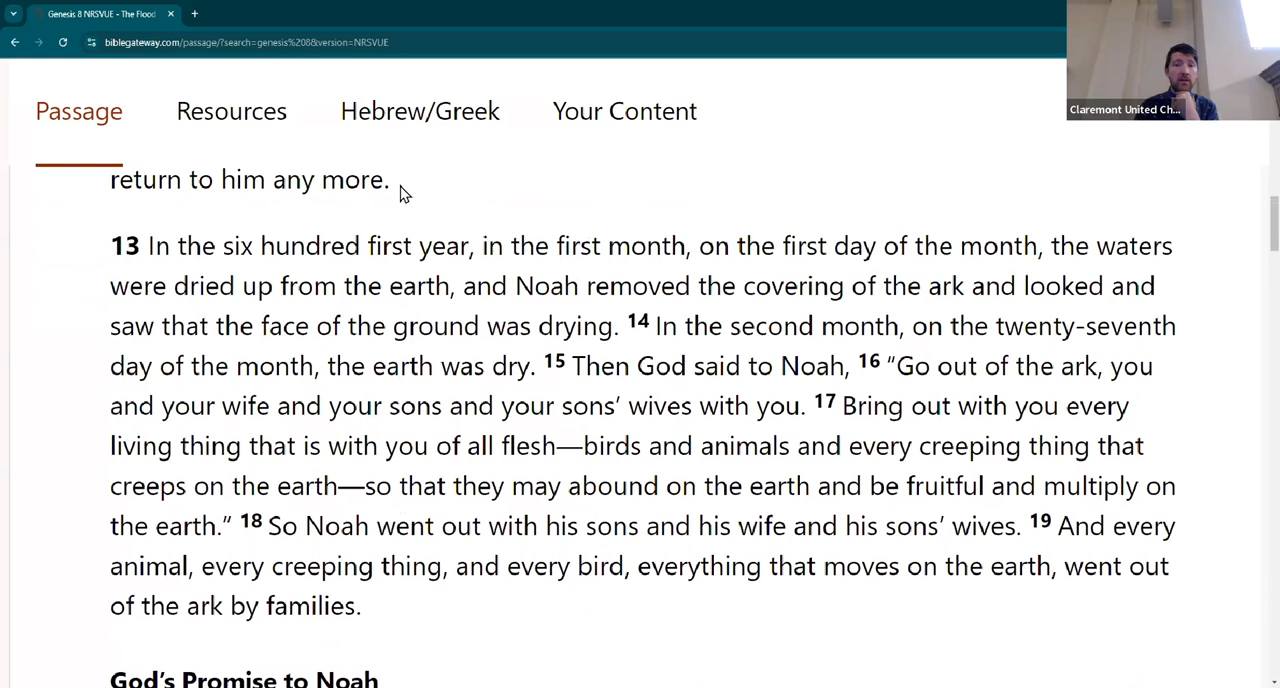 Genesis 8 NRSVUE - The Flood
biblegateway.com/passage/?search=genesis%208&version=NRSVUE
Claremont United Ch...
Passage Resources Hebrew/Greek Your Content
return to him any more.
13 In the six hundred first year, in the first month, on the first day of the month, the waters
were dried up from the earth, and Noah removed the covering of the ark and looked and
saw that the face of the ground was drying. 14 In the second month, on the twenty-seventh
day of the month, the earth was dry. 15 Then God said to Noah, 16 “Go out of the ark, you
and your wife and your sons and your sons’ wives with you. 17 Bring out with you every
living thing that is with you of all flesh—birds and animals and every creeping thing that
creeps on the earth—so that they may abound on the earth and be fruitful and multiply on
the earth.” 18 So Noah went out with his sons and his wife and his sons’ wives. 19 And every
animal, every creeping thing, and every bird, everything that moves on the earth, went out
of the ark by families.
God’s Promise to Noah